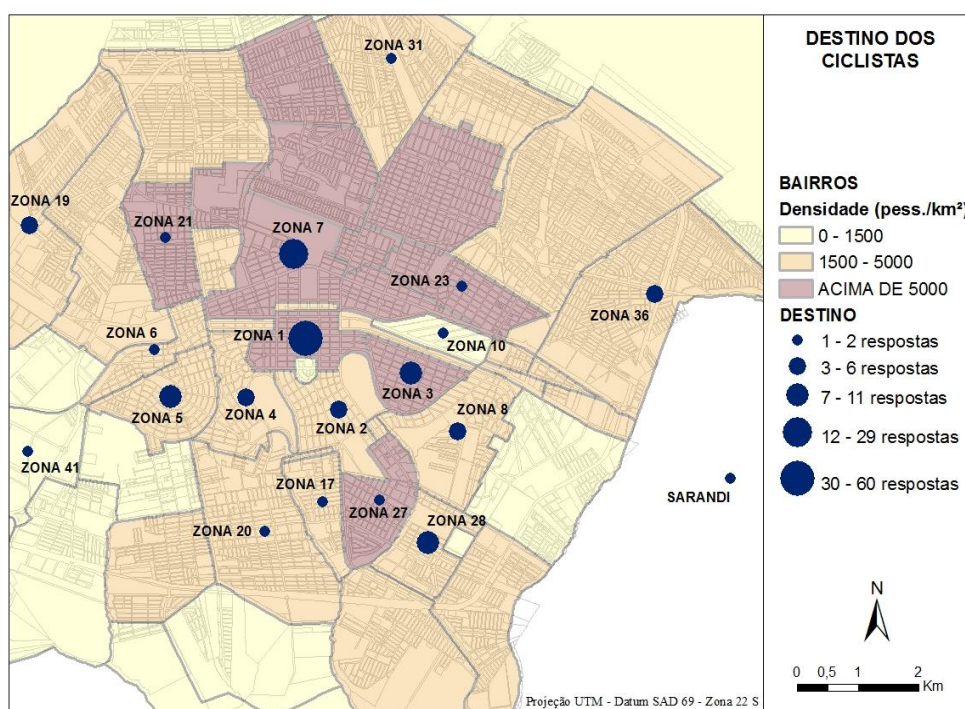 ZONA 31
ZONA 19
ZONA 21
ZONA 7
ZONA 23
ZONA 36
ZONA 6
ZONA 1
ZONA 10
ZONA 3
ZONA 5
ZONA 4
ZONA 2
ZONA 8
ZONA 41
ZONA 17
ZONA 27
ZONA 20
ZONA 28
SARANDI
Projeção UTM - Datum SAD 69 - Zona 22 S
DESTINO DOS
CICLISTAS
BAIRROS
Densidade (pess./km²)
0 - 1500
1500 - 5000
ACIMA DE 5000
DESTINO
1 - 2 respostas
3 - 6 respostas
7 - 11 respostas
12 - 29 respostas
30 - 60 respostas
N
0 0,5 1 2
Km